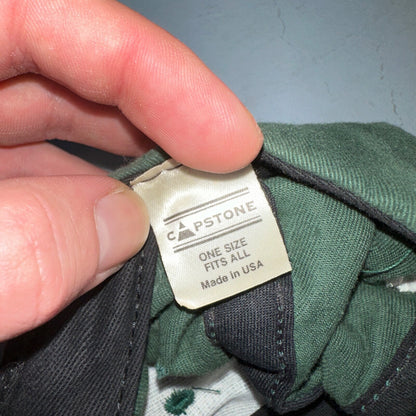 CAPSTONE
ONE SIZE
FITS ALL
Made in USA